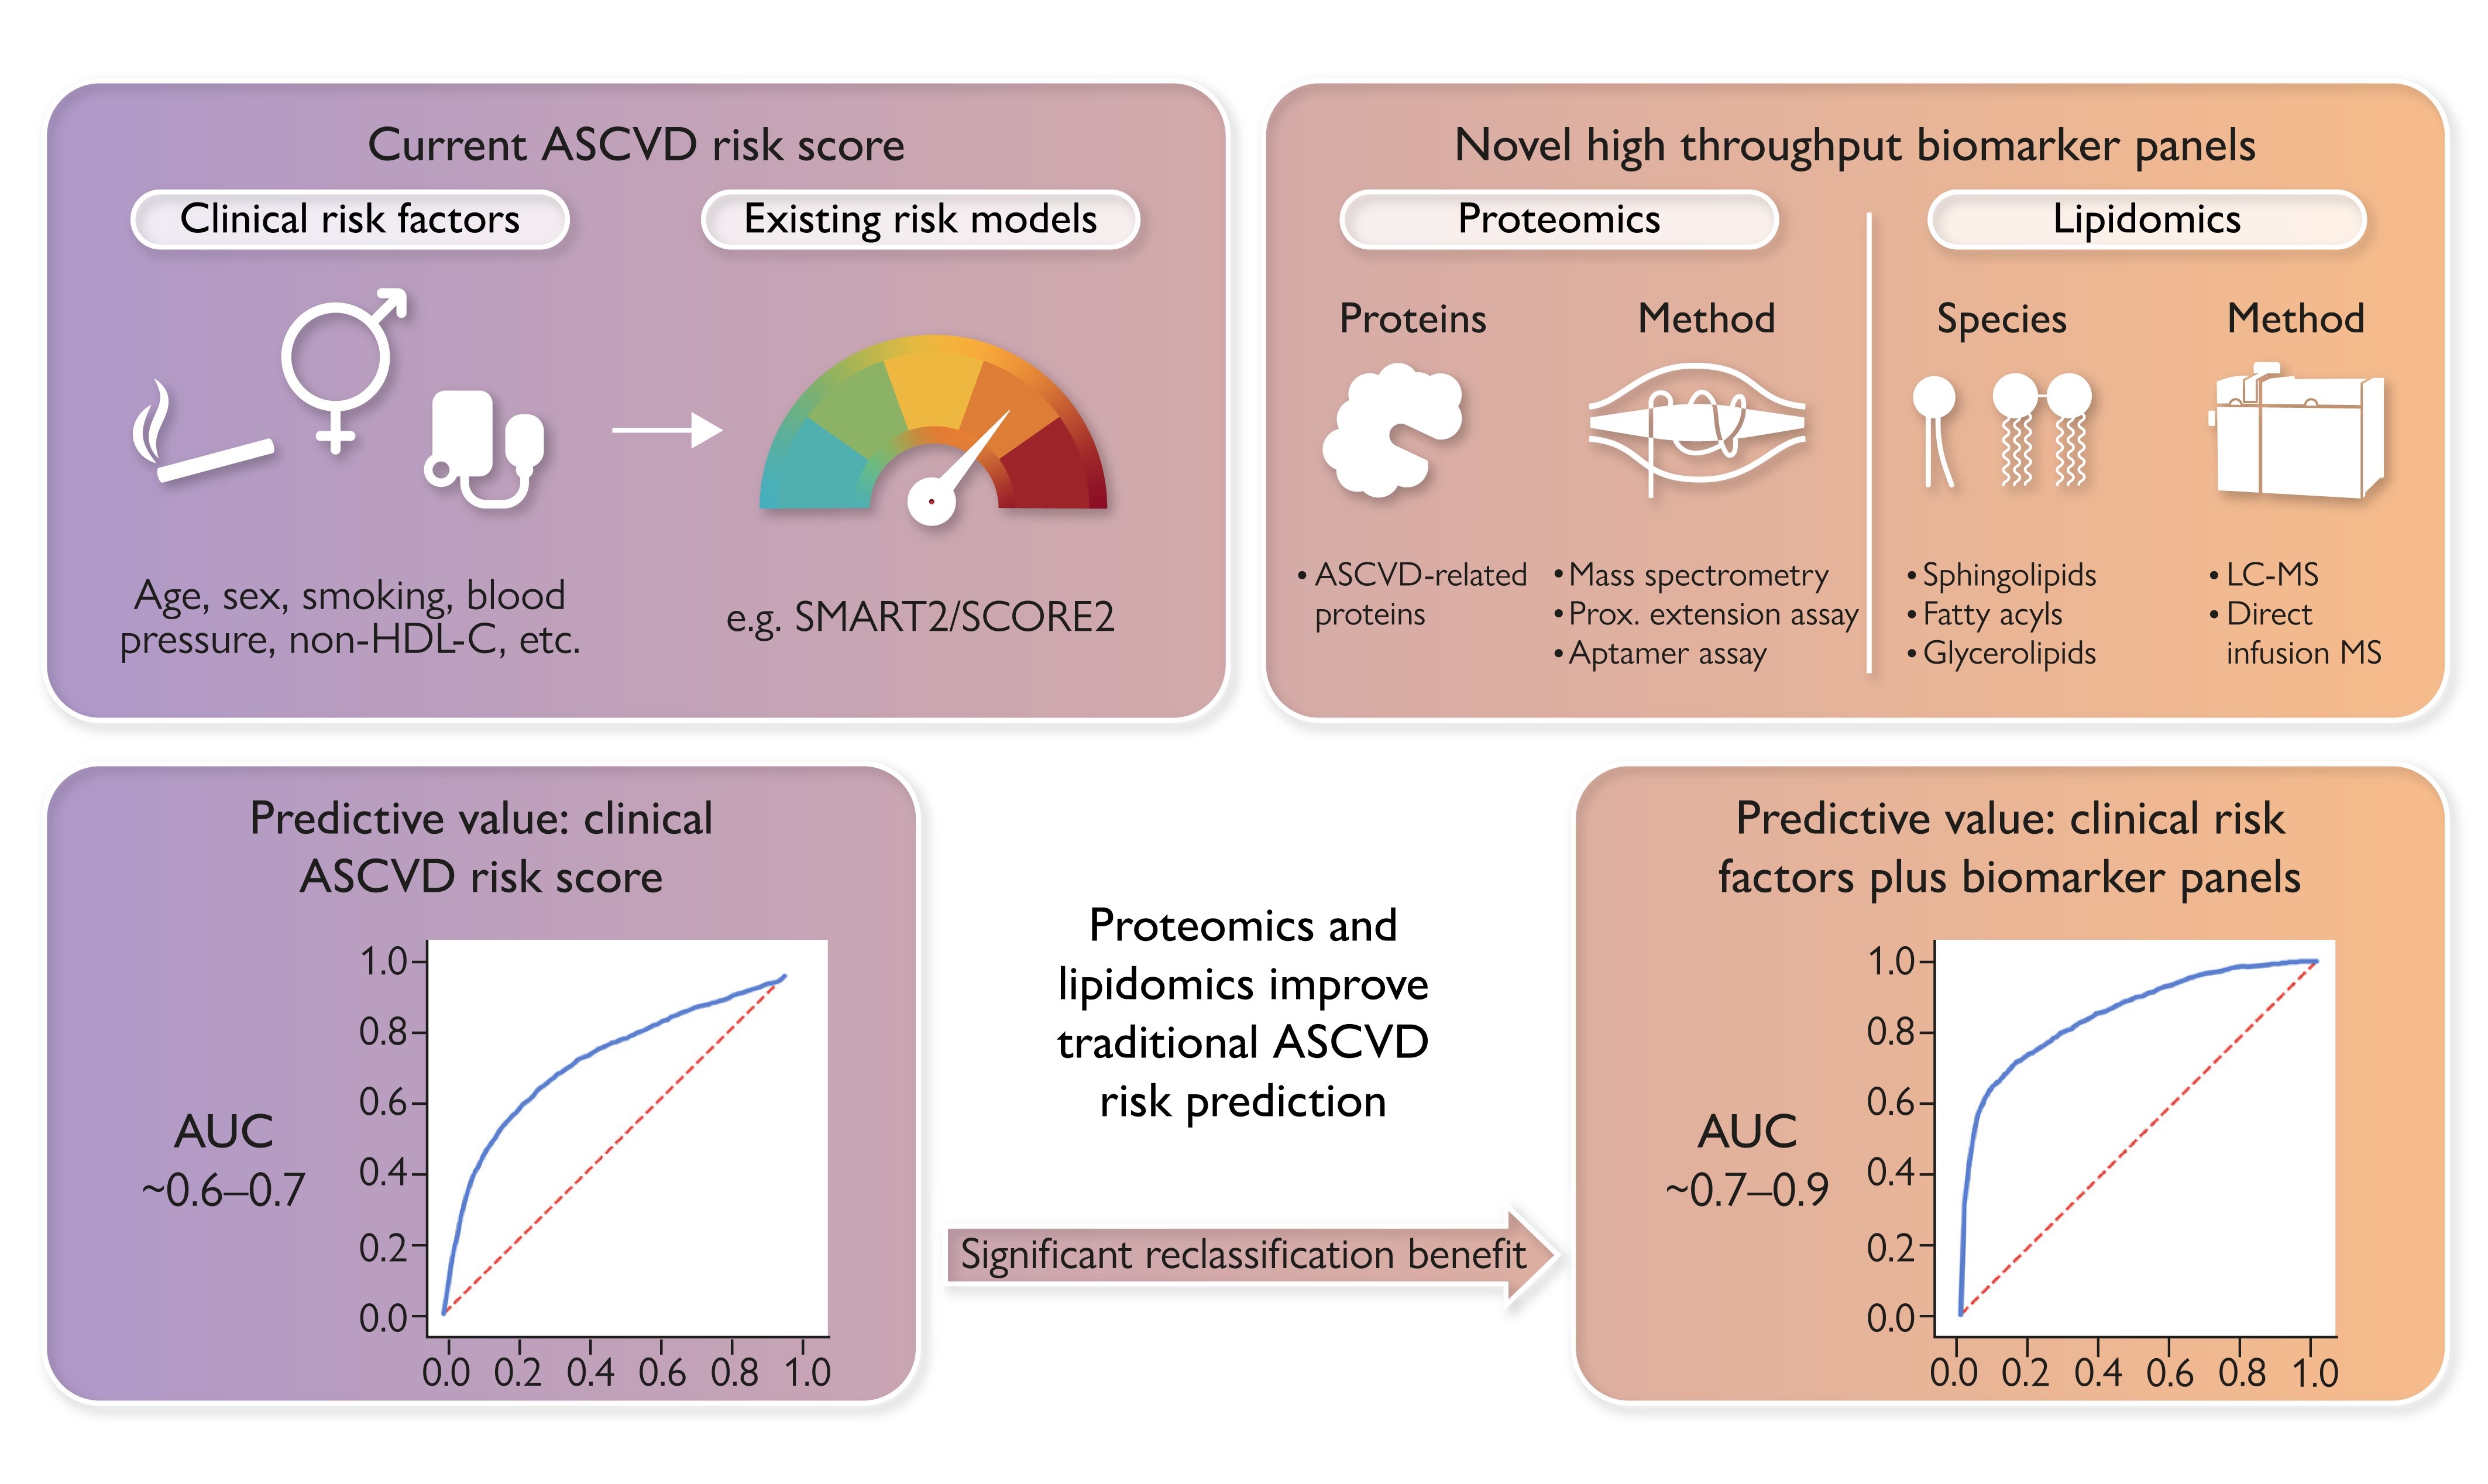 Current ASCVD risk score
Clinical risk factors
Existing risk models
Age, sex, smoking, blood
pressure, non-HDL-C, etc.
e.g. SMART2/SCORE2
Novel high throughput biomarker panels
Proteomics
Lipidomics
Proteins
Method
Species
Method
• ASCVD-related
proteins
• Mass spectrometry
• Prox. extension assay
• Aptamer assay
• Sphingolipids
• Fatty acyls
• Glycerolipids
• LC-MS
• Direct
infusion MS
Predictive value: clinical
ASCVD risk score
AUC
~0.6–0.7
1.0
0.8
0.6
0.4
0.2
0.0
0.0 0.2 0.4 0.6 0.8 1.0
Proteomics and
lipidomics improve
traditional ASCVD
risk prediction
Significant reclassification benefit
Predictive value: clinical risk
factors plus biomarker panels
AUC
~0.7–0.9
1.0
0.8
0.6
0.4
0.2
0.0
0.0 0.2 0.4 0.6 0.8 1.0